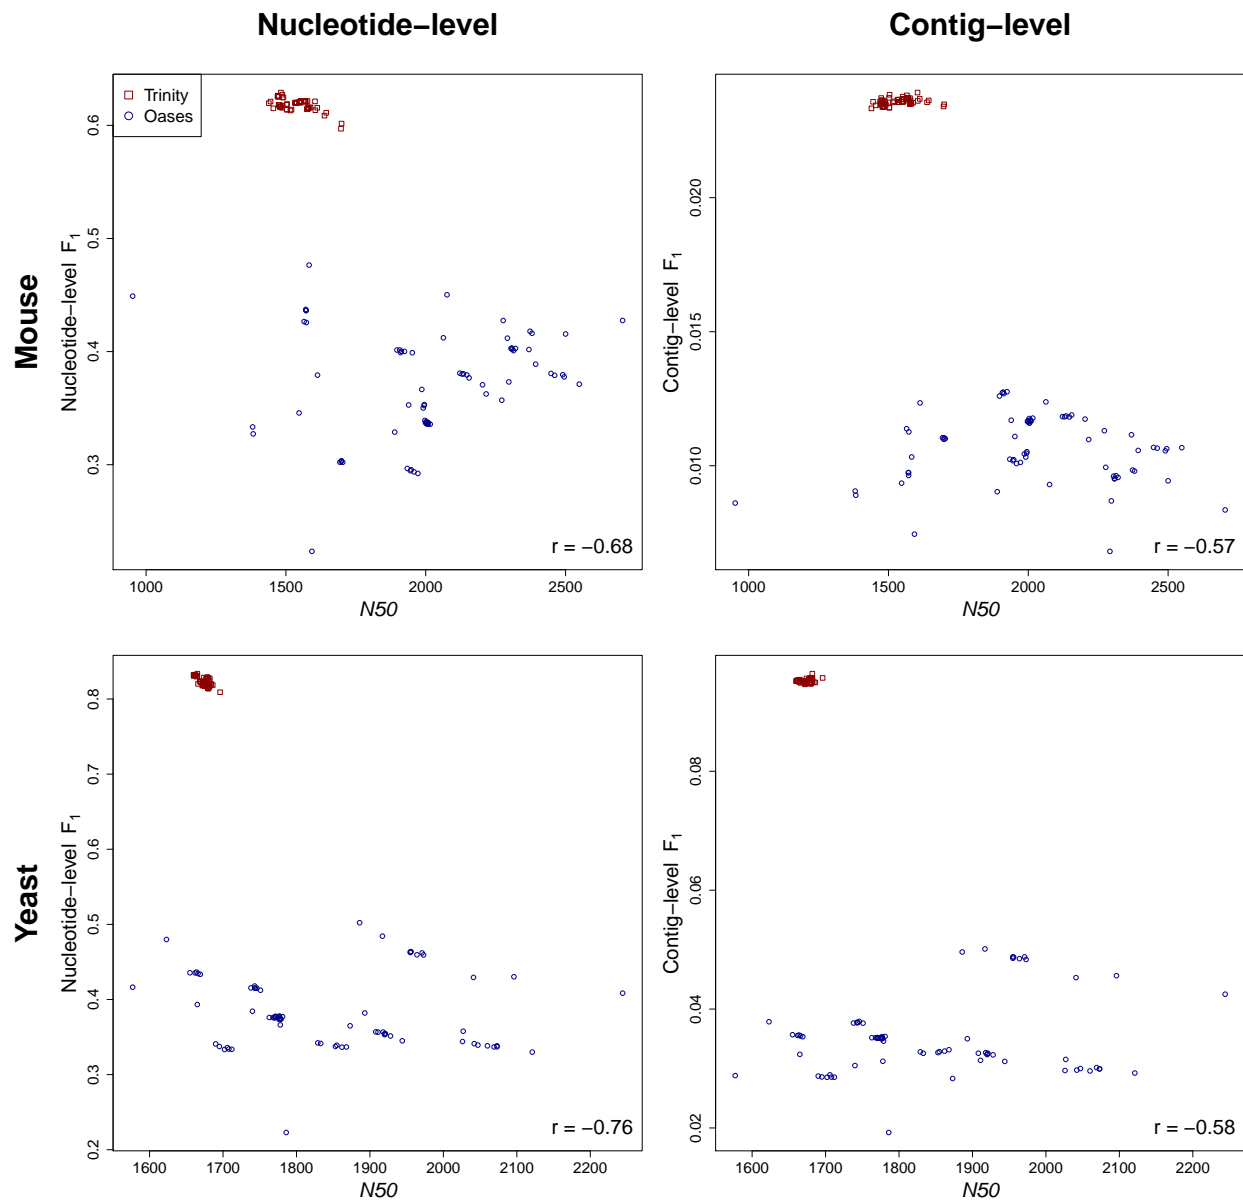 Nucleotide−level
Contig−level
Mouse
Trinity
Oases
Nucleotide−level F1
0.3
0.4
0.5
0.6
r = −0.68
1000
1500
2000
2500
N50
Contig−level F1
0.010
0.015
0.020
r = −0.57
1000
1500
2000
2500
N50
Yeast
Nucleotide−level F1
0.2
0.3
0.4
0.5
0.6
0.7
0.8
r = −0.76
1600
1700
1800
1900
2000
2100
2200
N50
Contig−level F1
0.02
0.04
0.06
0.08
r = −0.58
1600
1700
1800
1900
2000
2100
2200
N50